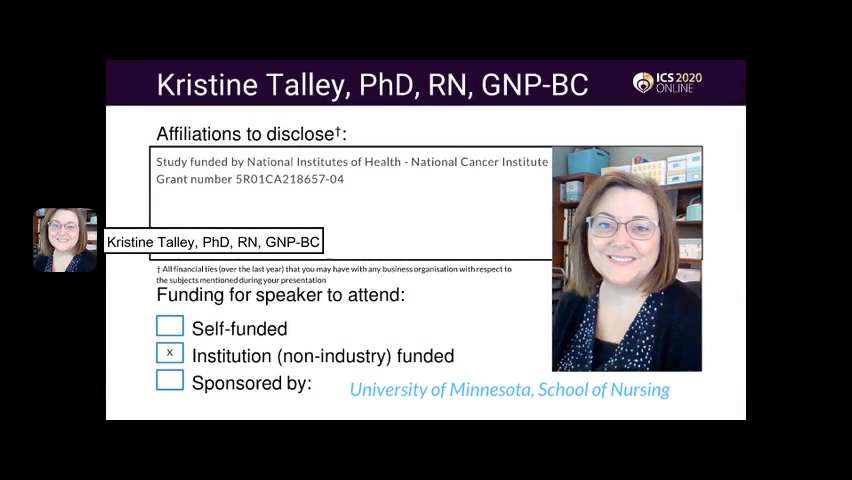 Kristine Talley, PhD, RN, GNP-BC
ICS 2020
ONLINE
Affiliations to disclose†:
Study funded by National Institutes of Health - National Cancer Institute
Grant number 5R01CA218657-04
Kristine Talley, PhD, RN, GNP-BC
† All financial ties (over the last year) that you may have with any business organisation with respect to
the subjects mentioned during your presentation
Funding for speaker to attend:
Self-funded
x Institution (non-industry) funded
Sponsored by:
University of Minnesota, School of Nursing